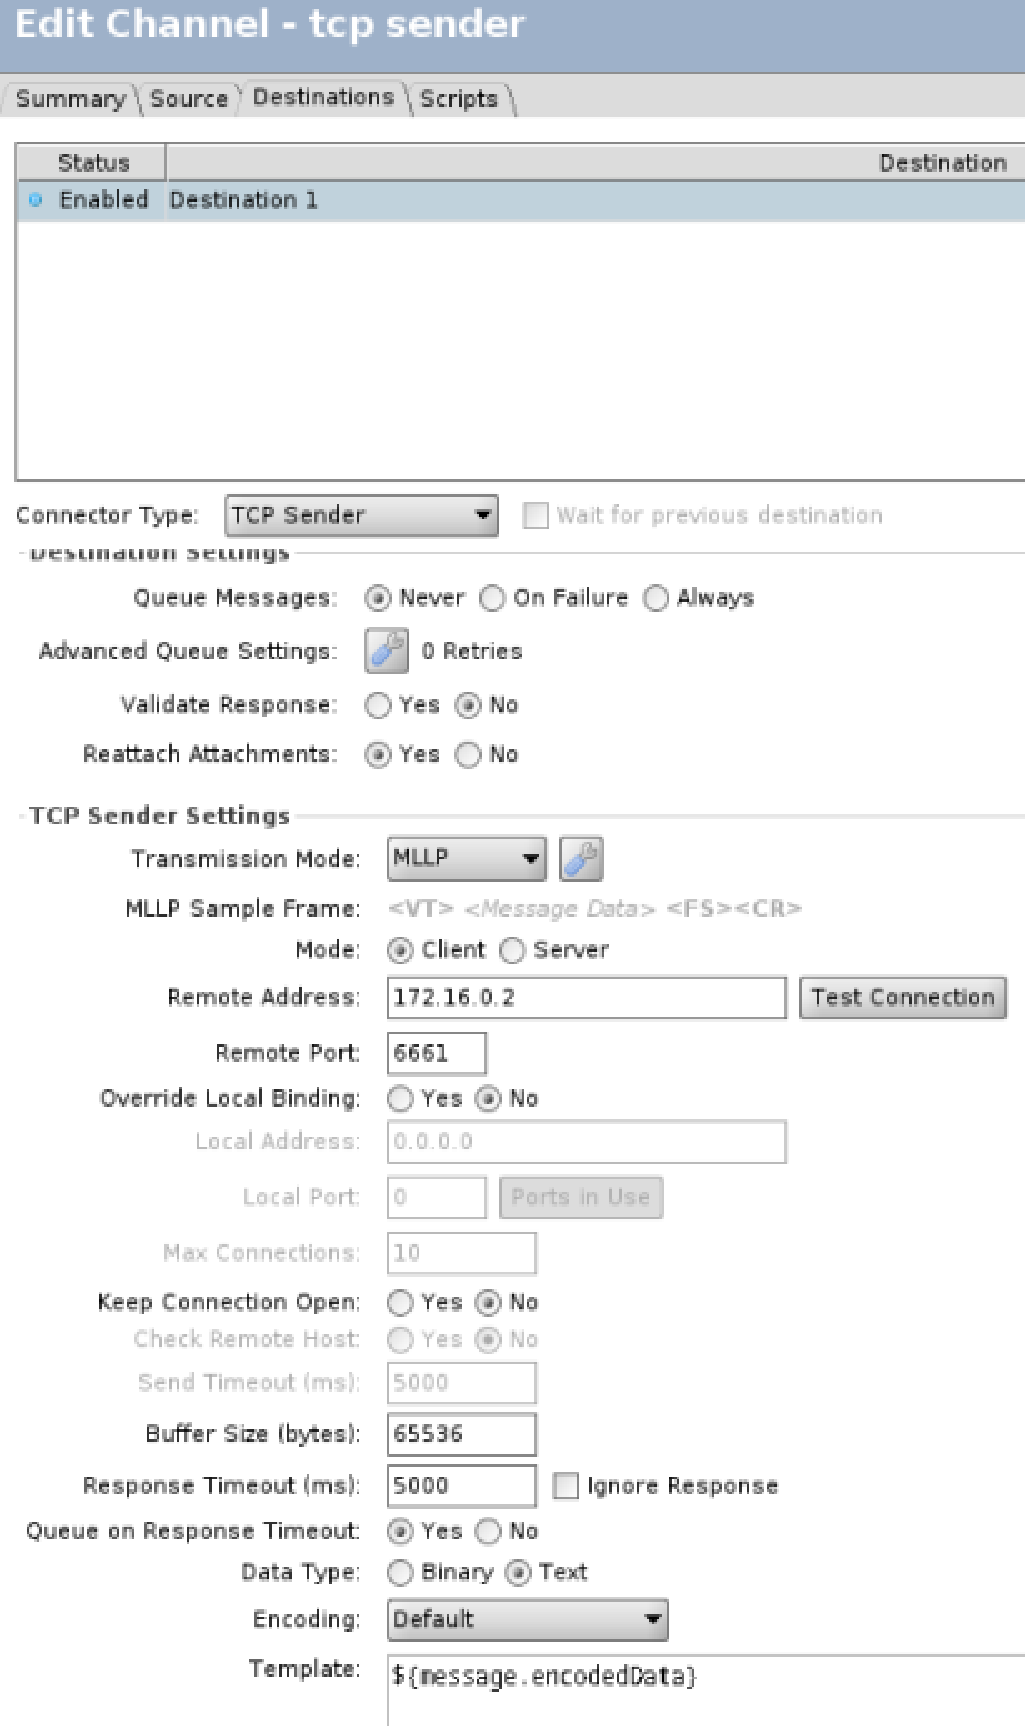 Edit Channel - tcp sender
Summary Source Destinations Scripts
Status Destination
Enabled Destination 1
Connector Type: TCP Sender Wait for previous destination
Destination Settings
Queue Messages: Never On Failure Always
Advanced Queue Settings: 0 Retries
Validate Response: Yes No
Reattach Attachments: Yes No
TCP Sender Settings
Transmission Mode: MLLP
MLLP Sample Frame: <VT> <Message Data> <FS><CR>
Mode: Client Server
Remote Address: 172.16.0.2 Test Connection
Remote Port: 6661
Override Local Binding: Yes No
Local Address: 0.0.0.0
Local Port: 0 Ports in Use
Max Connections: 10
Keep Connection Open: Yes No
Check Remote Host: Yes No
Send Timeout (ms): 5000
Buffer Size (bytes): 65536
Response Timeout (ms): 5000 Ignore Response
Queue on Response Timeout: Yes No
Data Type: Binary Text
Encoding: Default
Template: ${message.encodedData}